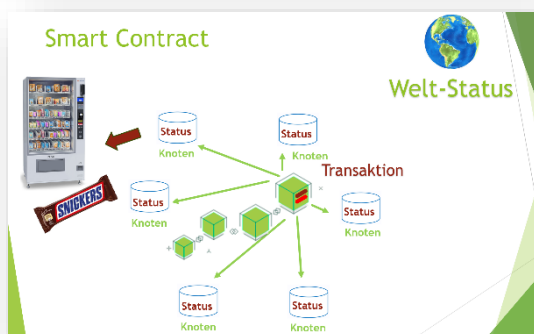 Smart Contract
Welt-Status
Status
Knoten
Status
Knoten
Transaktion
Status
Knoten
Status
Knoten
SNICKERS
Status
Knoten
Status
Knoten